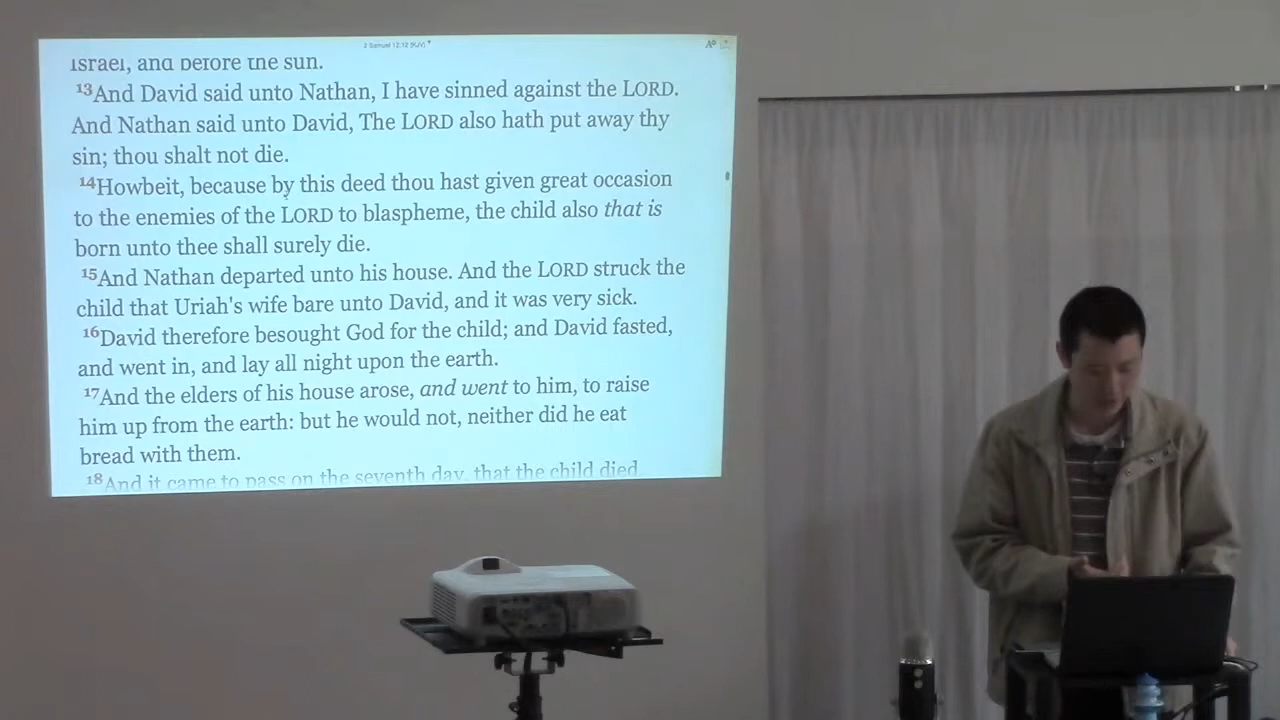 2 Samuel 12:12 (KJV)
Israel, and before the sun.
13And David said unto Nathan, I have sinned against the LORD.
And Nathan said unto David, The LORD also hath put away thy
sin; thou shalt not die.
14Howbeit, because by this deed thou hast given great occasion
to the enemies of the LORD to blaspheme, the child also that is
born unto thee shall surely die.
15And Nathan departed unto his house. And the LORD struck the
child that Uriah's wife bare unto David, and it was very sick.
16David therefore besought God for the child; and David fasted,
and went in, and lay all night upon the earth.
17And the elders of his house arose, and went to him, to raise
him up from the earth: but he would not, neither did he eat
bread with them.
18And it came to pass on the seventh day, that the child died